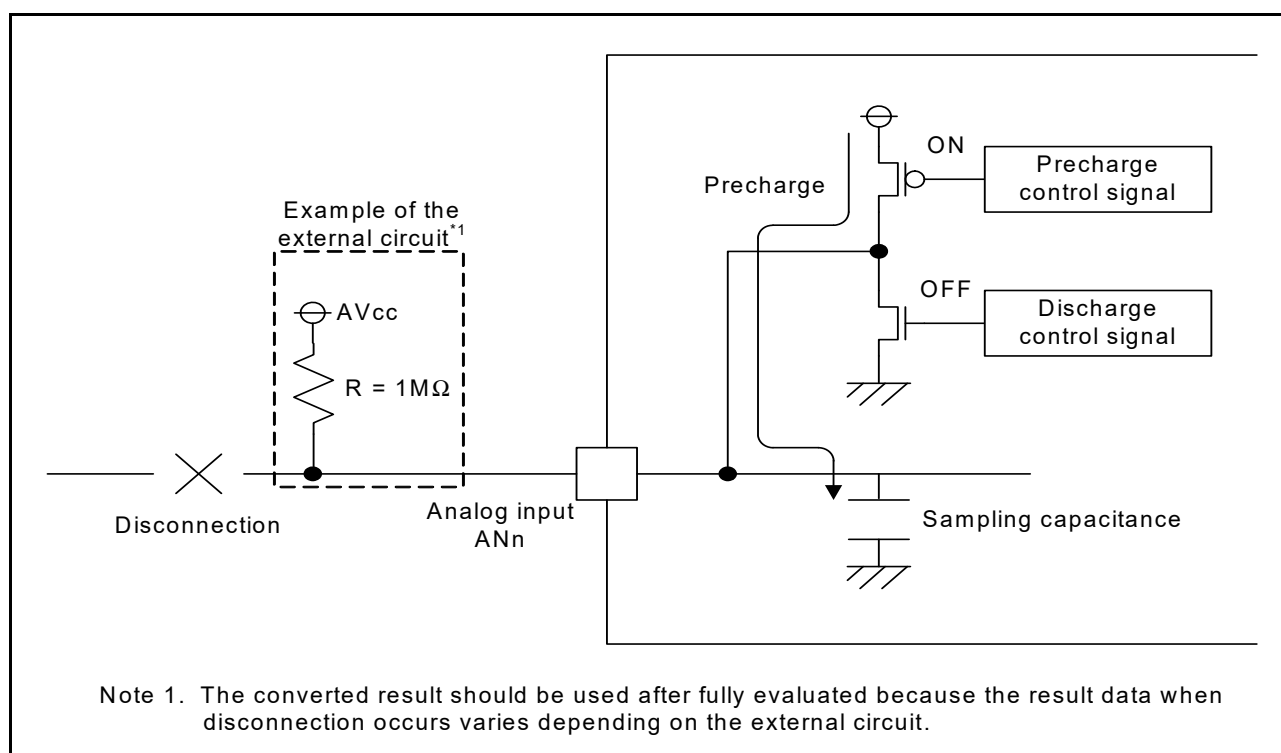 ON
Precharge
control signal
Precharge
Example of the
external circuit*1
AVcc
R = 1MΩ
OFF
Discharge
control signal
Disconnection
Analog input
ANn
Sampling capacitance
Note 1. The converted result should be used after fully evaluated because the result data when
disconnection occurs varies depending on the external circuit.